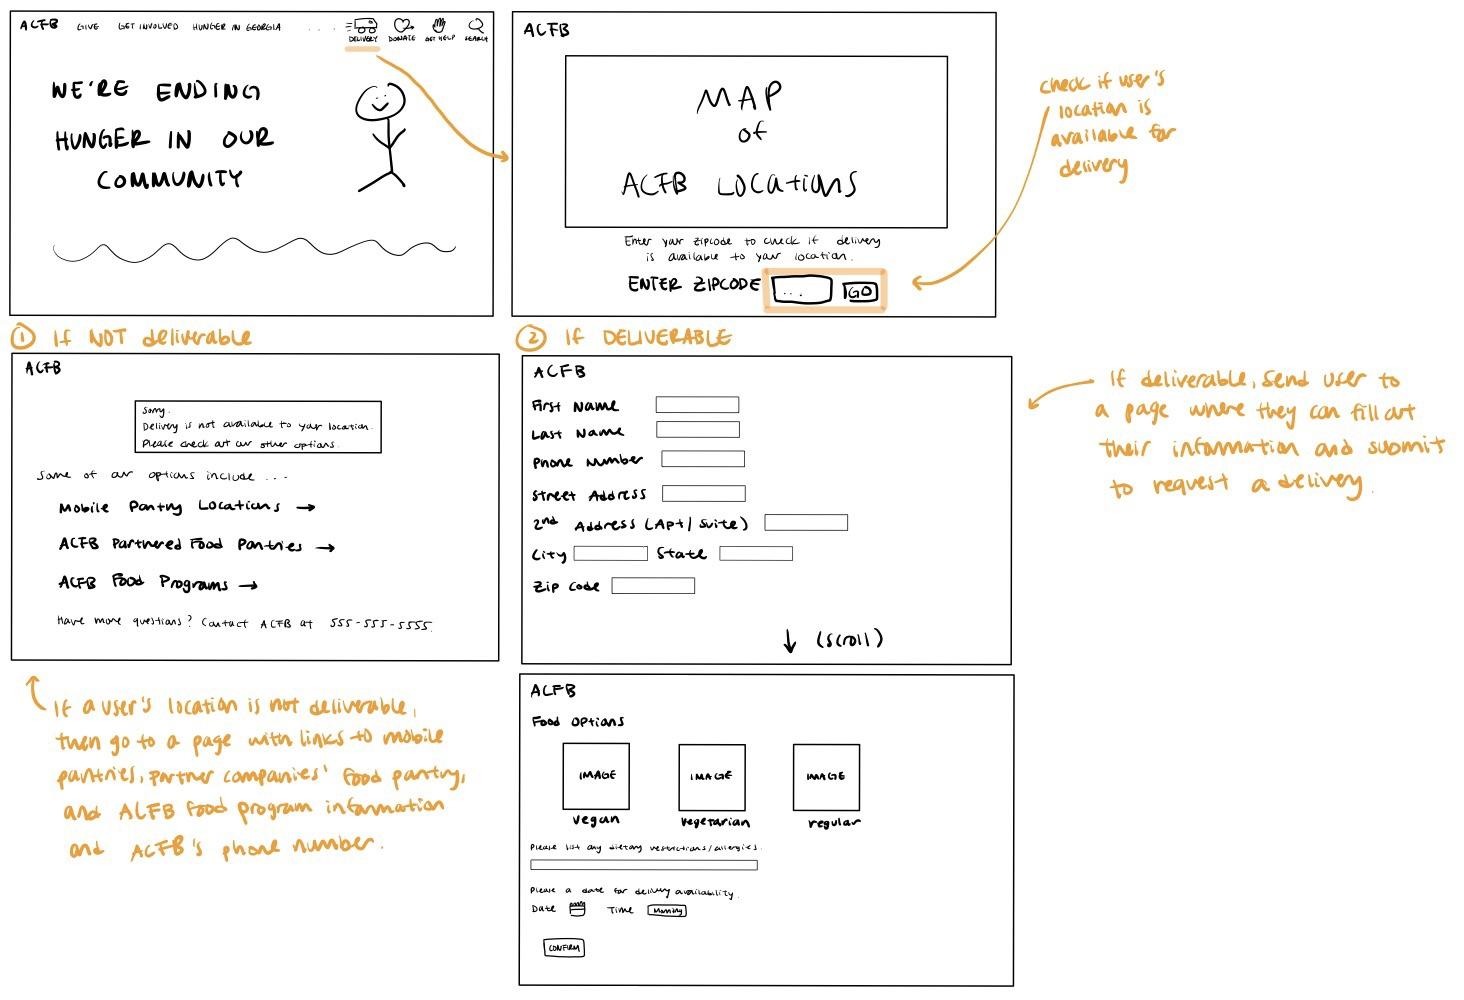 ACFB GIVE GET INVOLVED HUNGER IN GEORGIA .... DELIVERY DONATE GET HELP SEARCH
WE'RE ENDING
HUNGER IN OUR
COMMUNITY
ACFB
MAP
of
ACFB LOCATIONS
Enter your zipcode to check if delivery
is available to your location.
ENTER ZIPCODE ... GO
check if user's
location is
available for
delivery
1 If NOT deliverable
ACFB
Sorry.
Delivery is not available to your location.
Please check out our other options.
Some of our options include ...
Mobile Pantry Locations →
ACFB Partnered Food Pantries →
ACFB Food Programs →
Have more questions? Contact ACFB at 555-555-5555.
If a user's location is not deliverable,
then go to a page with links to mobile
pantries, partner companies' food pantry,
and ACFB food program information
and ACFB's phone number.
2 If DELIVERABLE
ACFB
First Name
Last Name
Phone Number
Street Address
2nd Address (Apt/Suite)
City State
Zip Code
↓ (scroll)
If deliverable, send user to
a page where they can fill out
their information and submit
to request a delivery.
ACFB
Food Options
IMAGE IMAGE IMAGE
vegan vegetarian regular
Please list any dietary restrictions/allergies.
Please a date for delivery availability.
Date Time Morning
CONFIRM